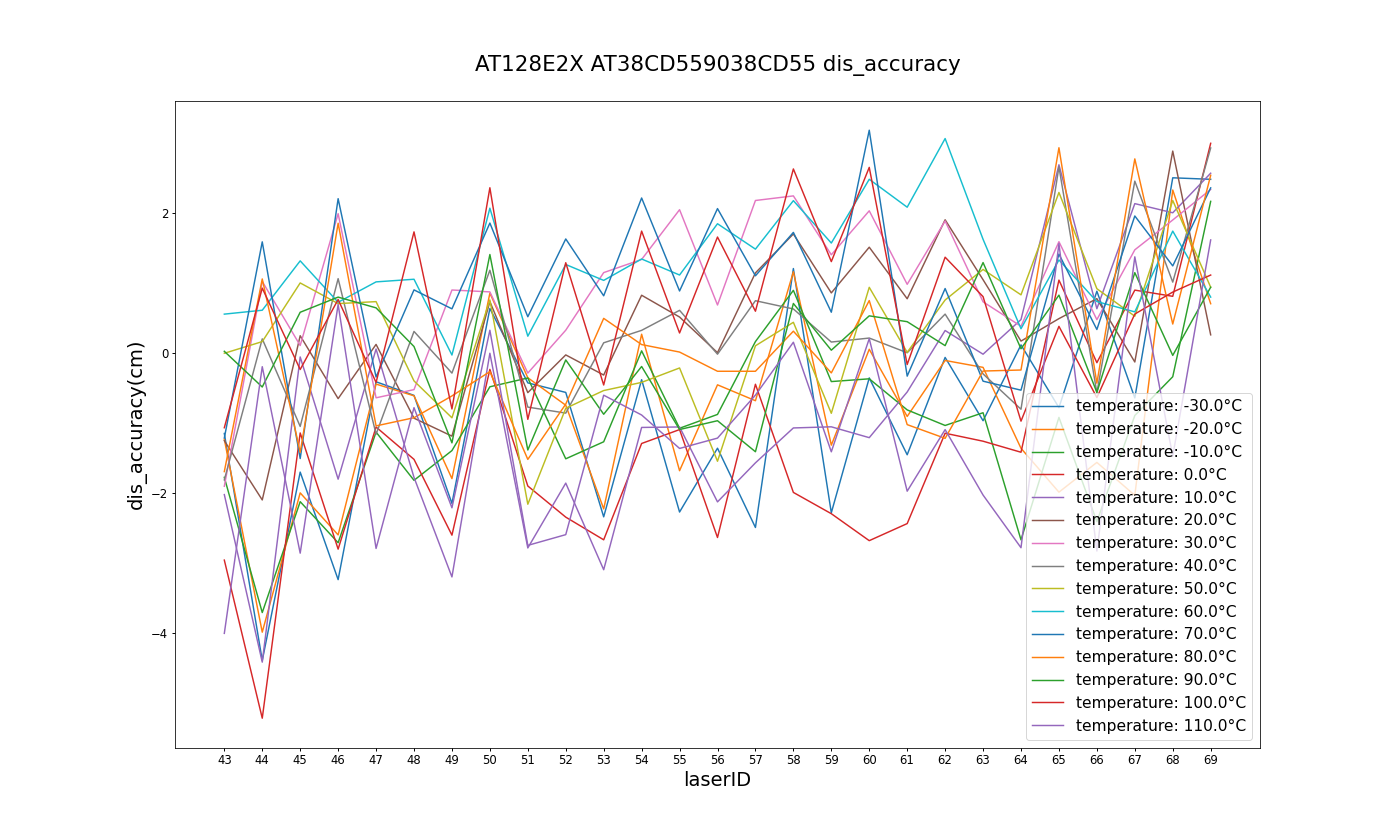 AT128E2X AT38CD559038CD55 dis_accuracy
dis_accuracy(cm)
2
0
−2
−4
temperature: -30.0°C
temperature: -20.0°C
temperature: -10.0°C
temperature: 0.0°C
temperature: 10.0°C
temperature: 20.0°C
temperature: 30.0°C
temperature: 40.0°C
temperature: 50.0°C
temperature: 60.0°C
temperature: 70.0°C
temperature: 80.0°C
temperature: 90.0°C
temperature: 100.0°C
temperature: 110.0°C
43 44 45 46 47 48 49 50 51 52 53 54 55 56 57 58 59 60 61 62 63 64 65 66 67 68 69
laserID